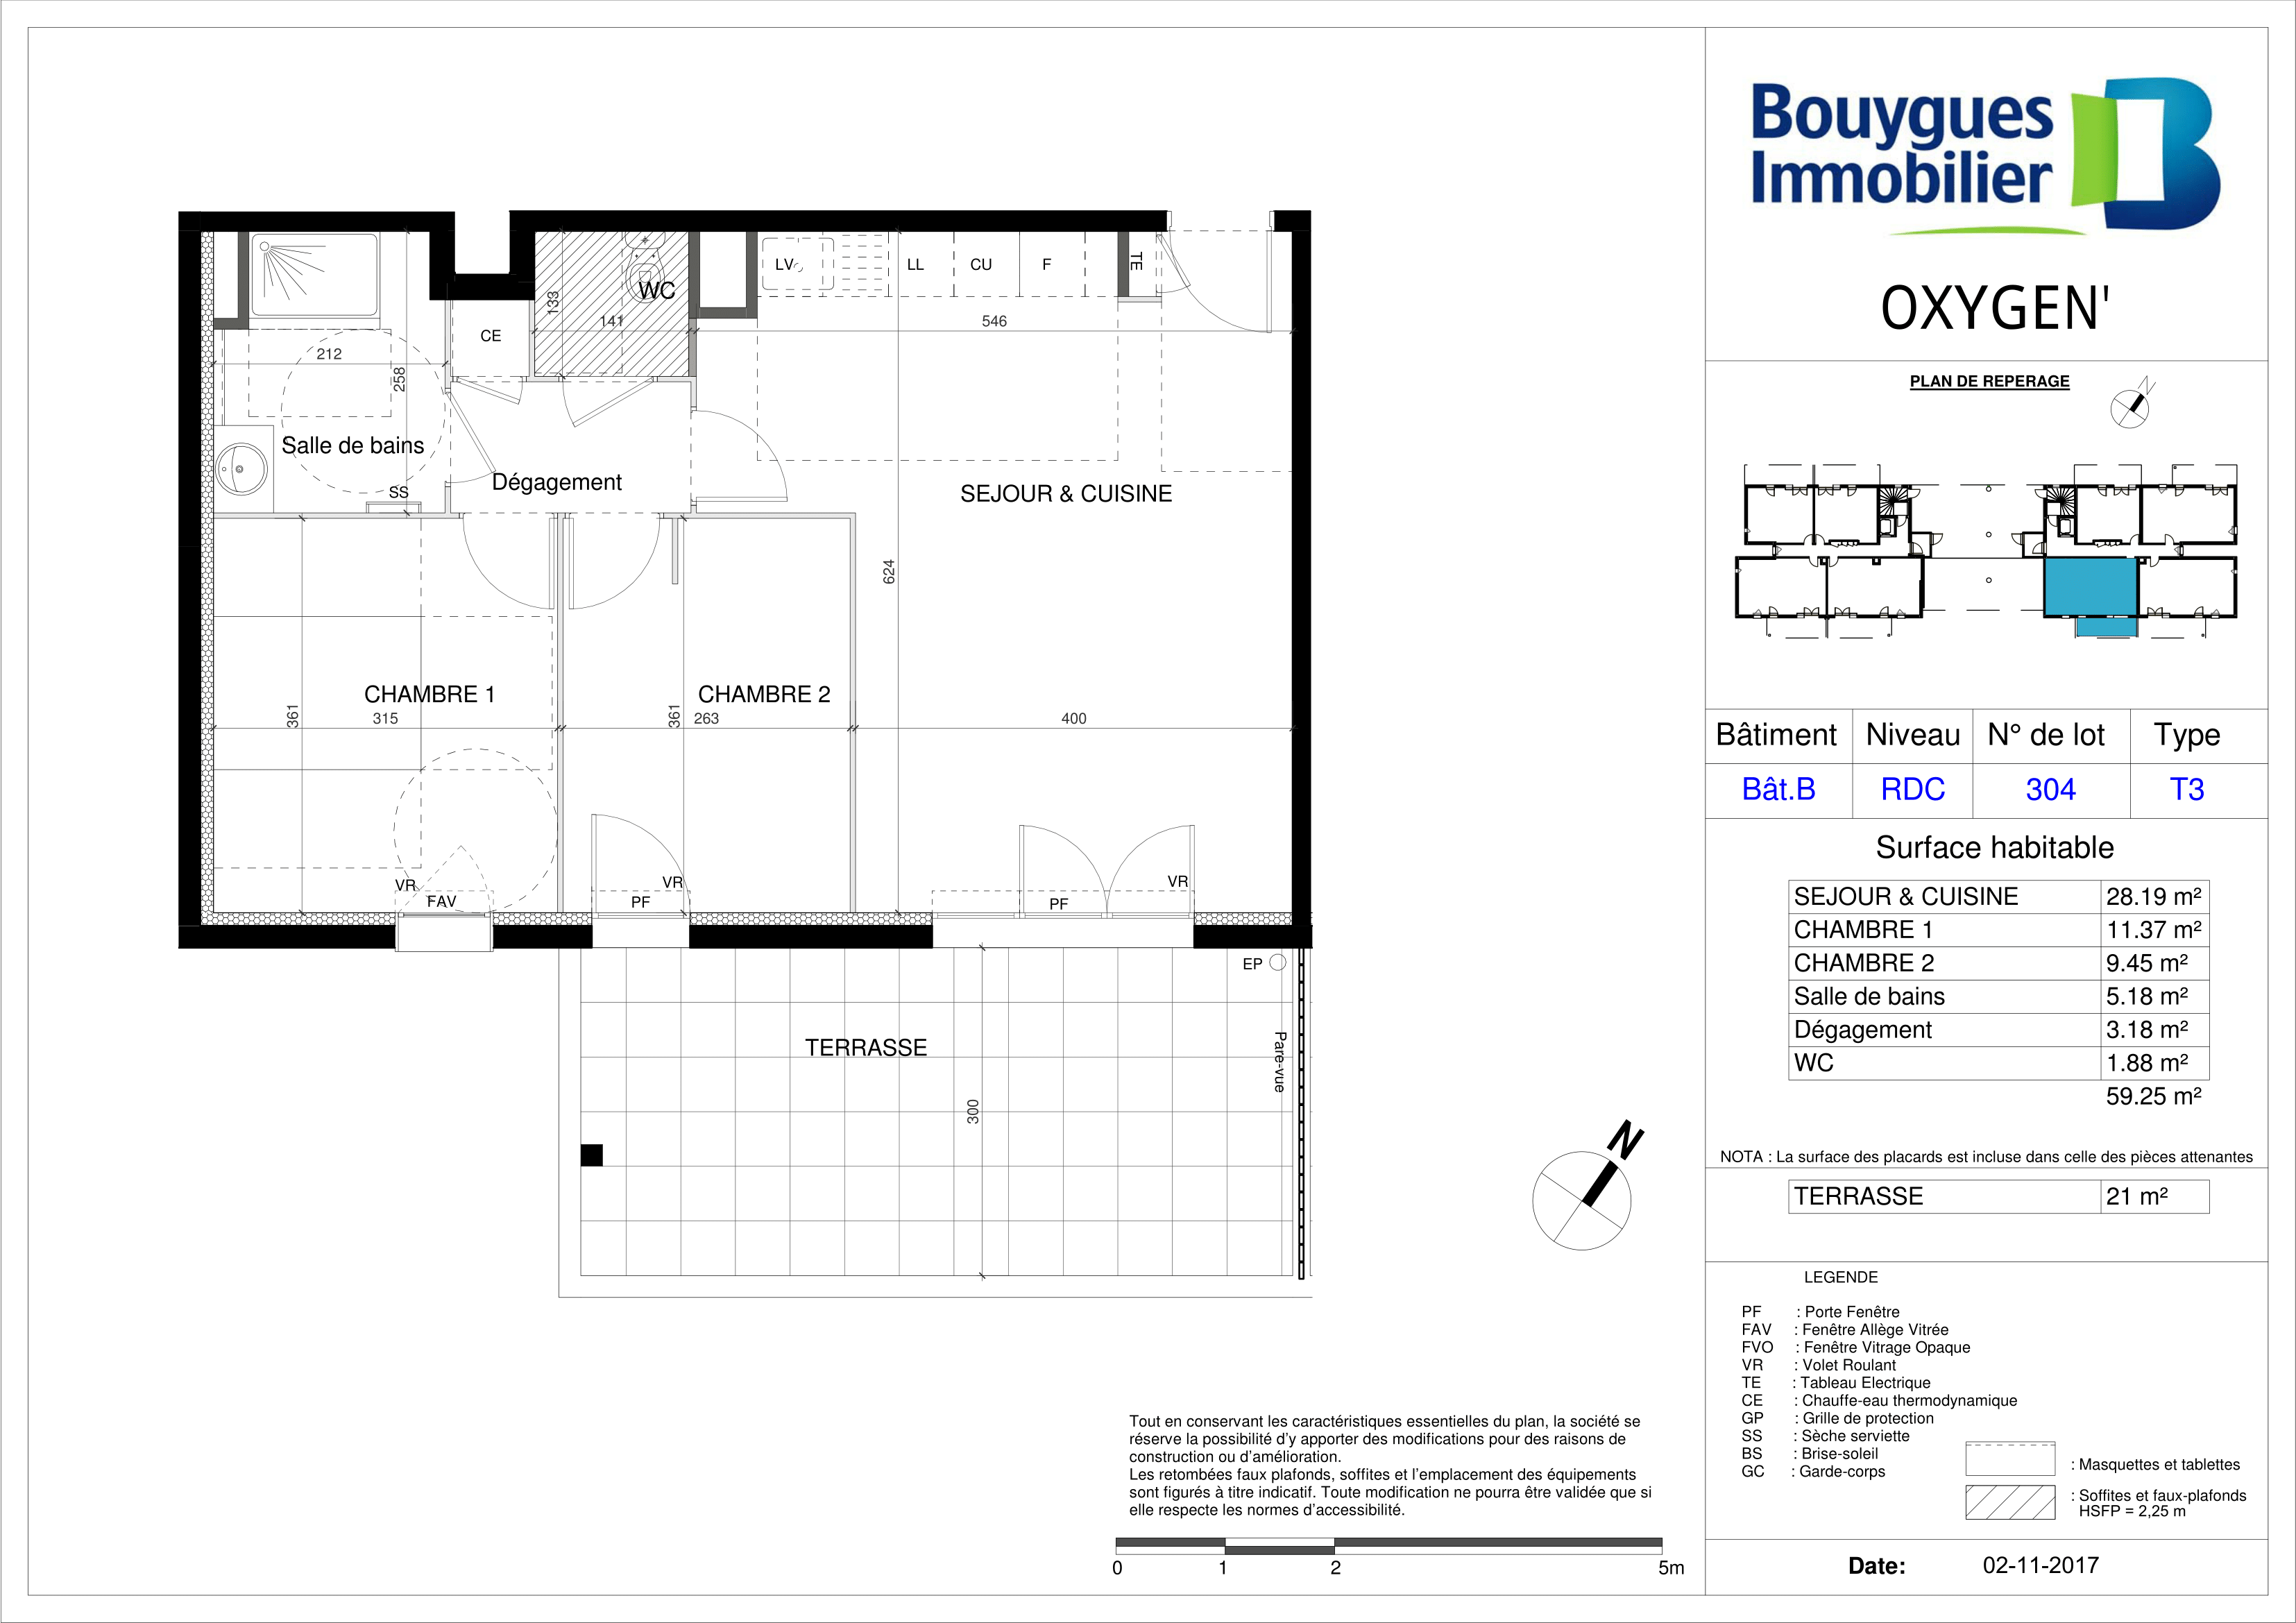 LV
LL
CU
F
TE
WC
133
141
546
CE
212
258
Salle de bains
SS
Dégagement
SEJOUR & CUISINE
624
CHAMBRE 1
361
315
CHAMBRE 2
361
263
400
VR
FAV
VR
PF
VR
PF
EP
Pare-vue
TERRASSE
300
N
Tout en conservant les caractéristiques essentielles du plan, la société se
réserve la possibilité d'y apporter des modifications pour des raisons de
construction ou d'amélioration.
Les retombées faux plafonds, soffites et l'emplacement des équipements
sont figurés à titre indicatif. Toute modification ne pourra être validée que si
elle respecte les normes d'accessibilité.
0 1 2 5m
Bouygues
Immobilier
OXYGEN'
PLAN DE REPERAGE
N
Bâtiment Niveau N° de lot Type
Bât.B RDC 304 T3
Surface habitable
SEJOUR & CUISINE 28.19 m²
CHAMBRE 1 11.37 m²
CHAMBRE 2 9.45 m²
Salle de bains 5.18 m²
Dégagement 3.18 m²
WC 1.88 m²
59.25 m²
NOTA : La surface des placards est incluse dans celle des pièces attenantes
TERRASSE 21 m²
LEGENDE
PF : Porte Fenêtre
FAV : Fenêtre Allège Vitrée
FVO : Fenêtre Vitrage Opaque
VR : Volet Roulant
TE : Tableau Electrique
CE : Chauffe-eau thermodynamique
GP : Grille de protection
SS : Sèche serviette
BS : Brise-soleil
GC : Garde-corps
: Masquettes et tablettes
: Soffites et faux-plafonds
HSFP = 2,25 m
Date: 02-11-2017